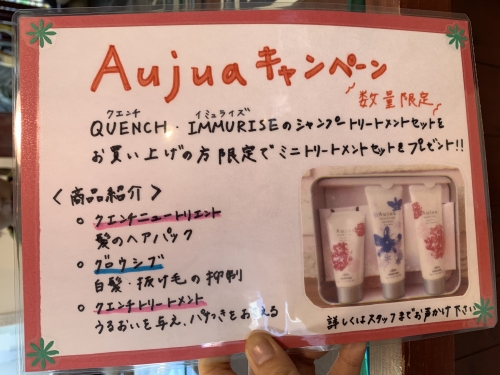 Aujuaキャンペーン
数量限定
クエンチ イミュライズ
QUENCH・IMMURISEのシャンプートリートメントセットを
お買い上げの方限定でミニトリートメントセットをプレゼント!!
<商品紹介>
○ クエンチニュートリエント
髪のヘアパック
○ グロウシブ
白髪・抜け毛の抑制
○ クエンチトリートメント
うるおいを与え、パサつきをおさえる
Aujua
詳しくはスタッフまでお声かけ下さい